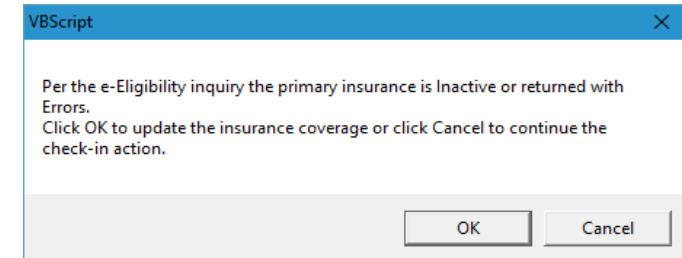 VBScript
Per the e-Eligibility inquiry the primary insurance is Inactive or returned with
Errors.
Click OK to update the insurance coverage or click Cancel to continue the
check-in action.
OK
Cancel